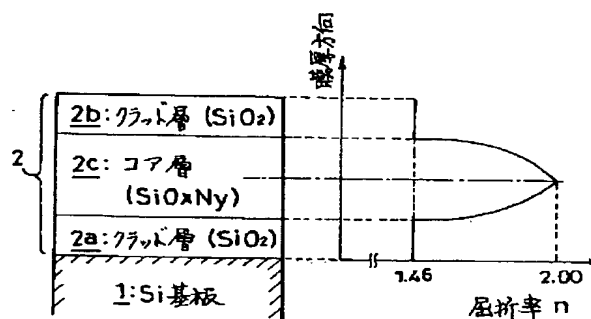 膜厚方向
2
2b:クラッド層 (SiO₂)
2c: コア層
(SiOxNy)
2a:クラッド層 (SiO₂)
1:Si基板
1.46
2.00
屈折率 n